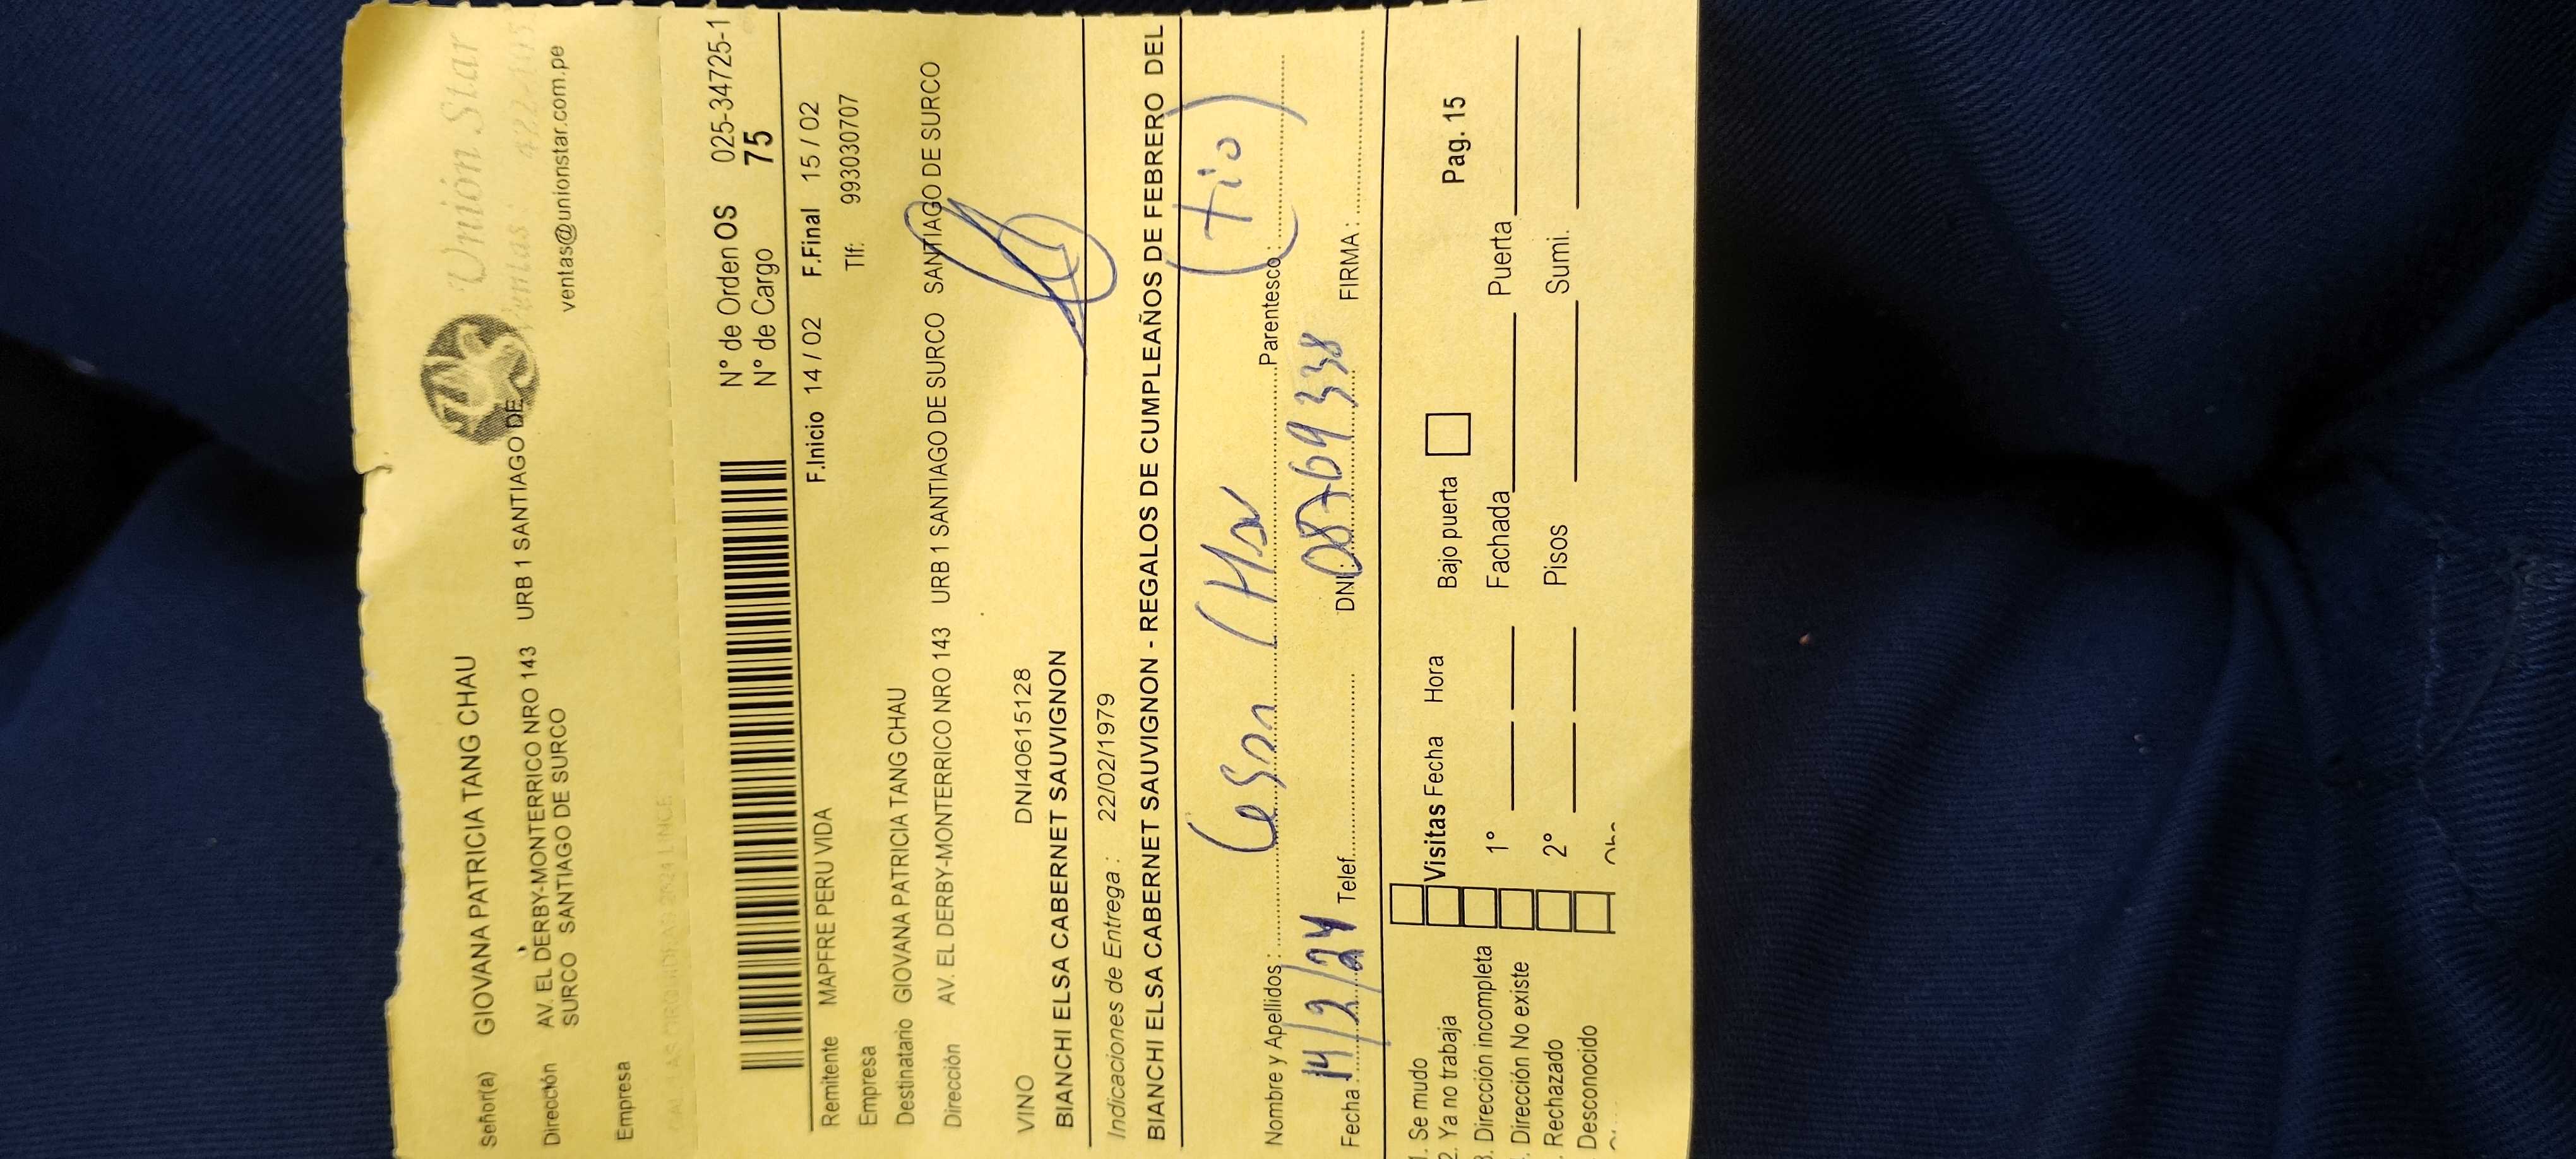 Unión Star
Ventas
ventas@unionstar.com.pe
Señor(a) GIOVANA PATRICIA TANG CHAU
Dirección AV. EL DERBY-MONTERRICO NRO 143 URB 1 SANTIAGO DE
SURCO SANTIAGO DE SURCO
Empresa
N° de Orden OS 025-34725-1
N° de Cargo 75
F.Inicio 14 / 02 F.Final 15 / 02
Remitente MAPFRE PERU VIDA
Empresa Tlf: 993030707
Destinatario GIOVANA PATRICIA TANG CHAU
Dirección AV. EL DERBY-MONTERRICO NRO 143 URB 1 SANTIAGO DE SURCO SANTIAGO DE SURCO
VINO DNI40615128
BIANCHI ELSA CABERNET SAUVIGNON
Indicaciones de Entrega : 22/02/1979
BIANCHI ELSA CABERNET SAUVIGNON - REGALOS DE CUMPLEAÑOS DE FEBRERO DEL
Nombre y Apellidos : Cesar Parentesco : (tio)
Fecha : 14/2/24 Telef. DNI: 08769338 FIRMA :
1. Se mudo
2. Ya no trabaja
3. Dirección incompleta
. Dirección No existe
. Rechazado
Desconocido
Visitas Fecha Hora
1°
2°
Bajo puerta
Pag. 15
Fachada Puerta
Pisos Sumi.